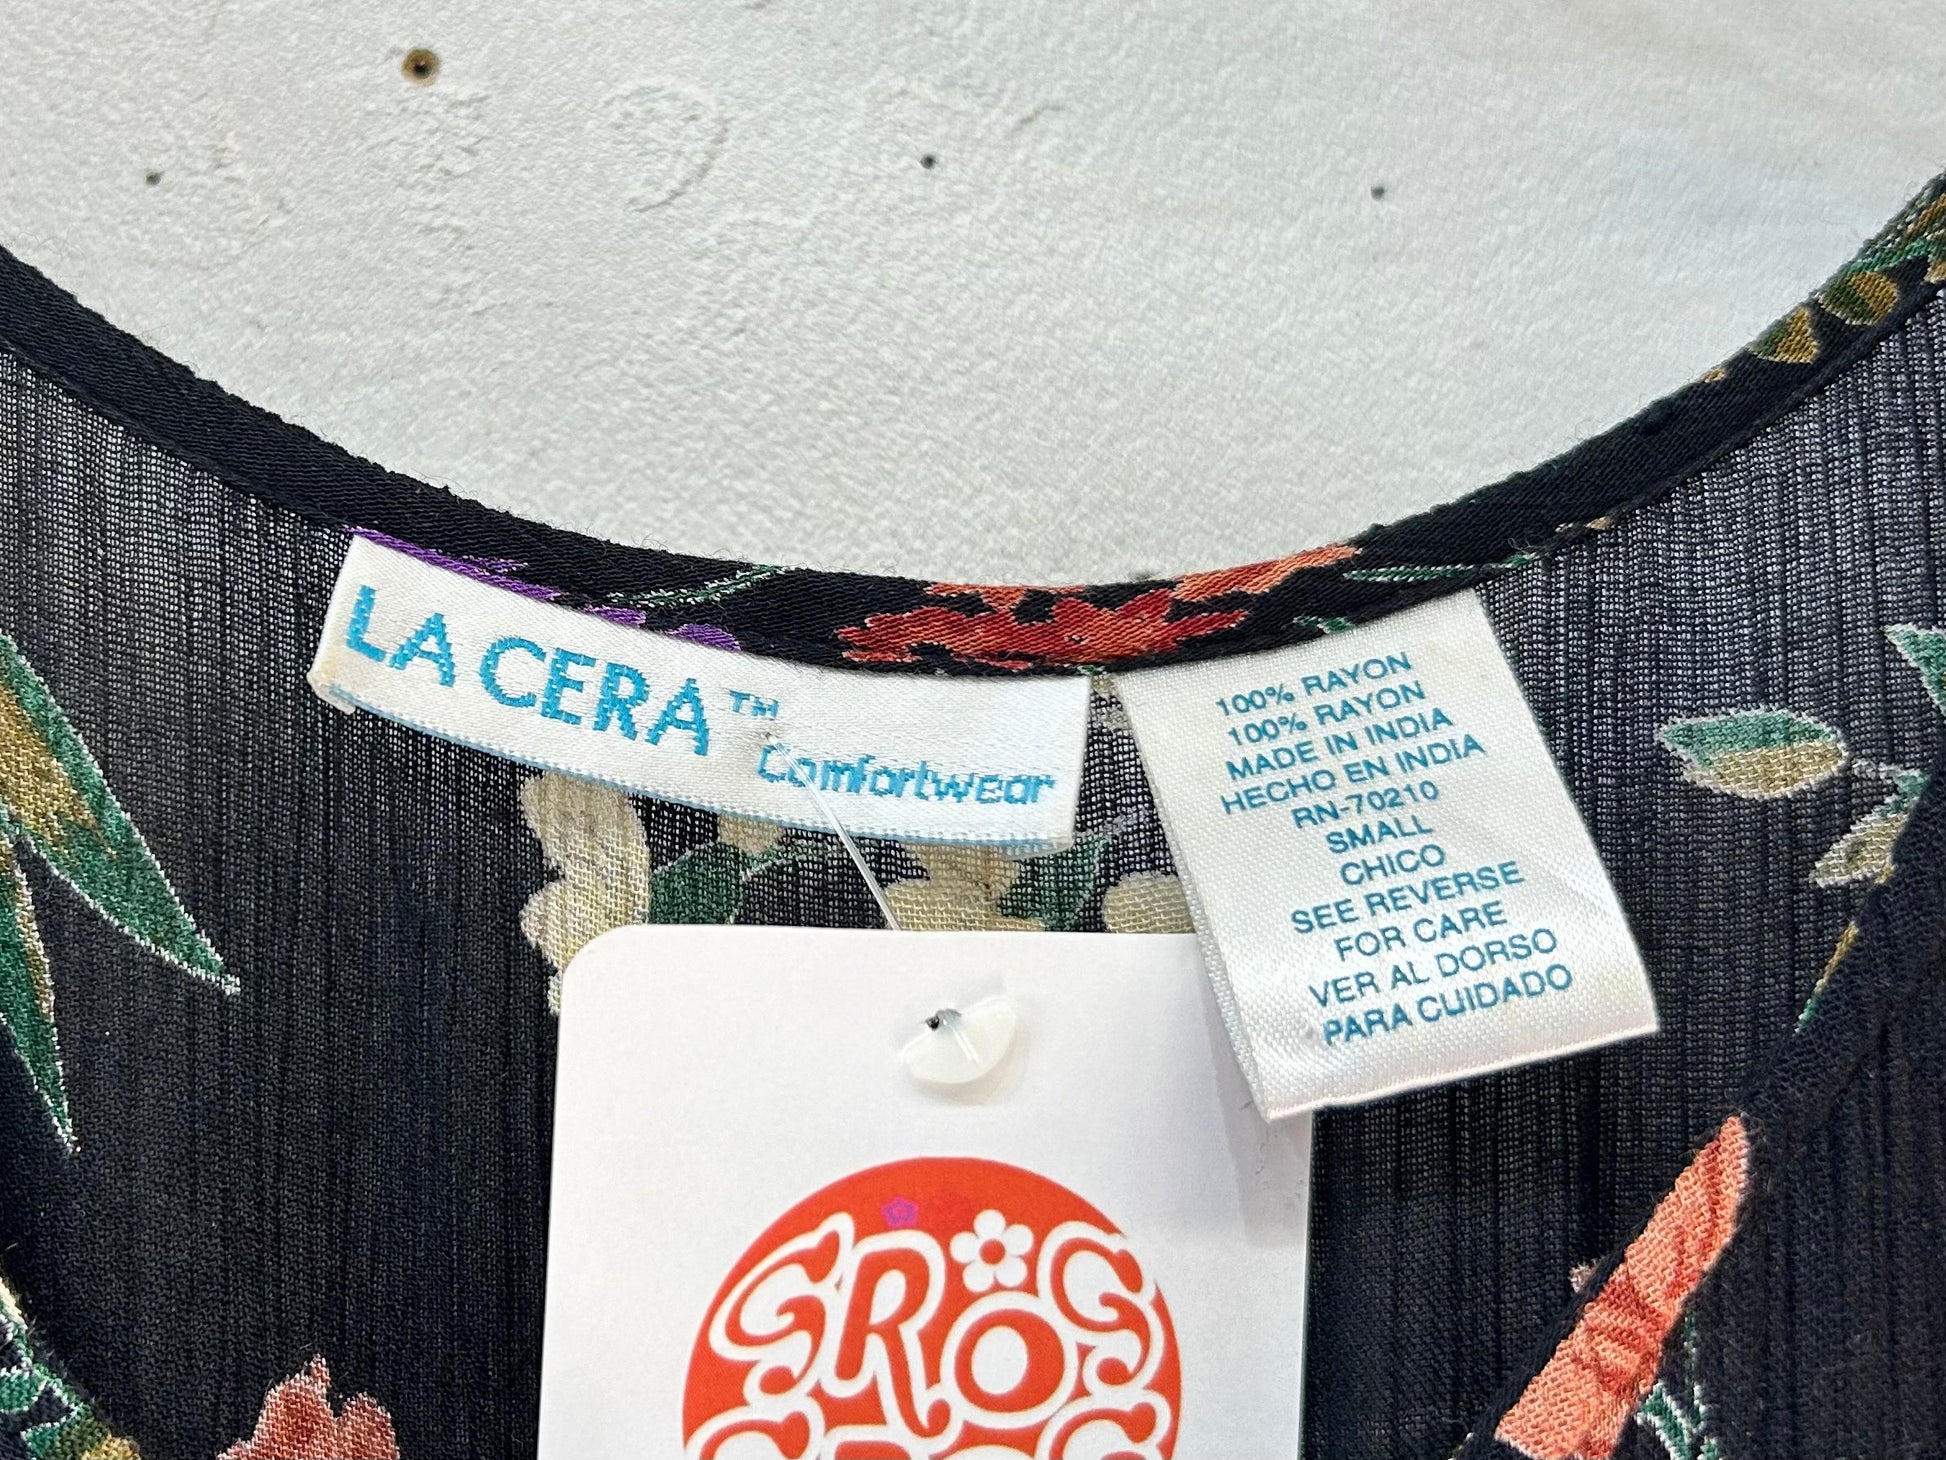 LA CERA™
Comfortwear
100% RAYON
100% RAYON
MADE IN INDIA
HECHO EN INDIA
RN-70210
SMALL
CHICO
SEE REVERSE
FOR CARE
VER AL DORSO
PARA CUIDADO
GROG